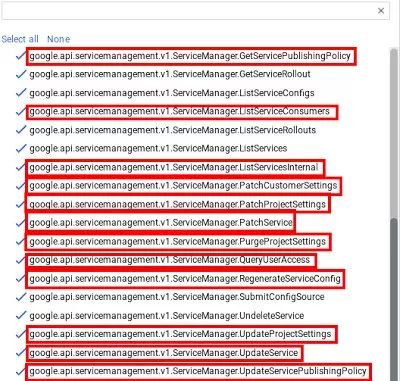 Select all None
google.api.servicemanagement.v1.ServiceManager.GetServicePublishingPolicy
google.api.servicemanagement.v1.ServiceManager.GetServiceRollout
google.api.servicemanagement.v1.ServiceManager.ListServiceConfigs
google.api.servicemanagement.v1.ServiceManager.ListServiceConsumers
google.api.servicemanagement.v1.ServiceManager.ListServiceRollouts
google.api.servicemanagement.v1.ServiceManager.ListServices
google.api.servicemanagement.v1.ServiceManager.ListServicesInternal
google.api.servicemanagement.v1.ServiceManager.PatchCustomerSettings
google.api.servicemanagement.v1.ServiceManager.PatchProjectSettings
google.api.servicemanagement.v1.ServiceManager.PatchService
google.api.servicemanagement.v1.ServiceManager.PurgeProjectSettings
google.api.servicemanagement.v1.ServiceManager.QueryUserAccess
google.api.servicemanagement.v1.ServiceManager.RegenerateServiceConfig
google.api.servicemanagement.v1.ServiceManager.SubmitConfigSource
google.api.servicemanagement.v1.ServiceManager.UndeleteService
google.api.servicemanagement.v1.ServiceManager.UpdateProjectSettings
google.api.servicemanagement.v1.ServiceManager.UpdateService
google.api.servicemanagement.v1.ServiceManager.UpdateServicePublishingPolicy